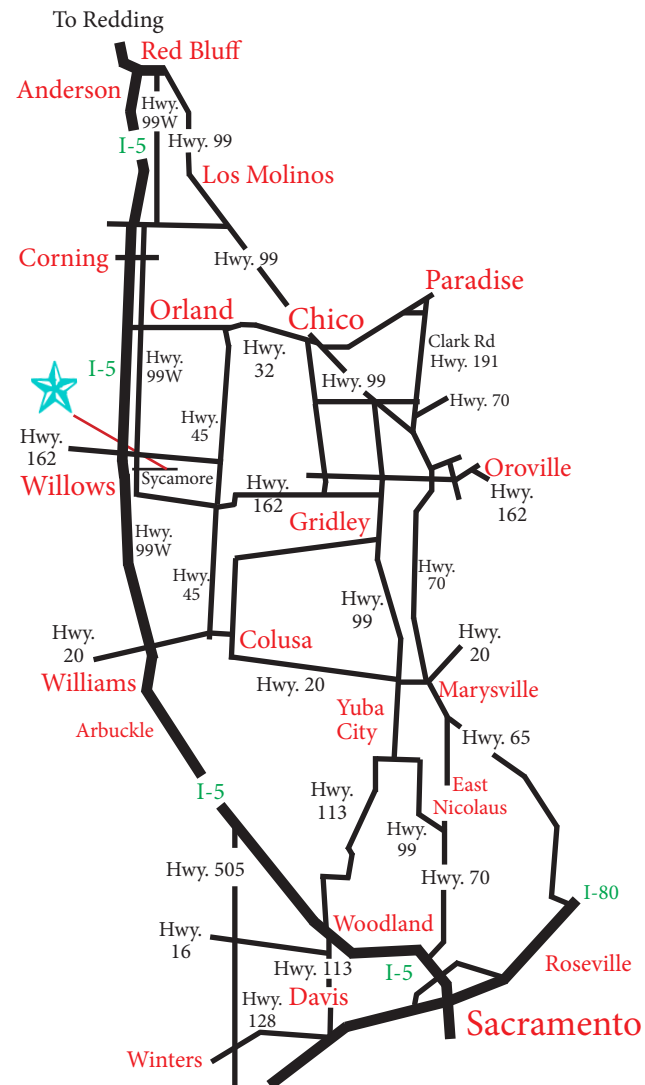 To Redding
Red Bluff
Anderson
Hwy.
99W
Hwy. 99
I-5
Los Molinos
Corning
Hwy. 99
Paradise
Orland
Chico
Clark Rd
Hwy. 191
Hwy.
32
I-5
Hwy.
99W
Hwy. 99
Hwy. 70
Hwy.
45
Hwy.
162
Sycamore
Willows
Oroville
Hwy.
162
Hwy.
162
Gridley
Hwy.
99W
Hwy.
70
Hwy.
45
Hwy.
99
Hwy.
20
Colusa
Hwy.
20
Williams
Hwy. 20
Marysville
Yuba
City
Arbuckle
Hwy. 65
I-5
East
Nicolaus
Hwy.
113
Hwy.
99
Hwy. 505
Hwy. 70
I-80
Woodland
Hwy.
16
Hwy. 113
I-5
Roseville
Davis
Hwy.
128
Sacramento
Winters